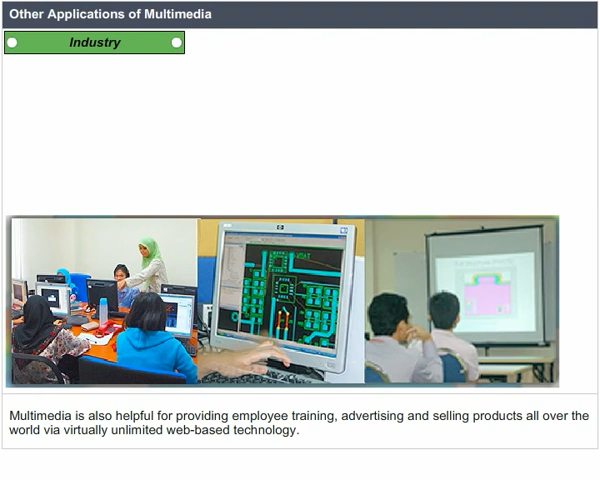 Other Applications of Multimedia
Industry
Multimedia is also helpful for providing employee training, advertising and selling products all over the
world via virtually unlimited web-based technology.